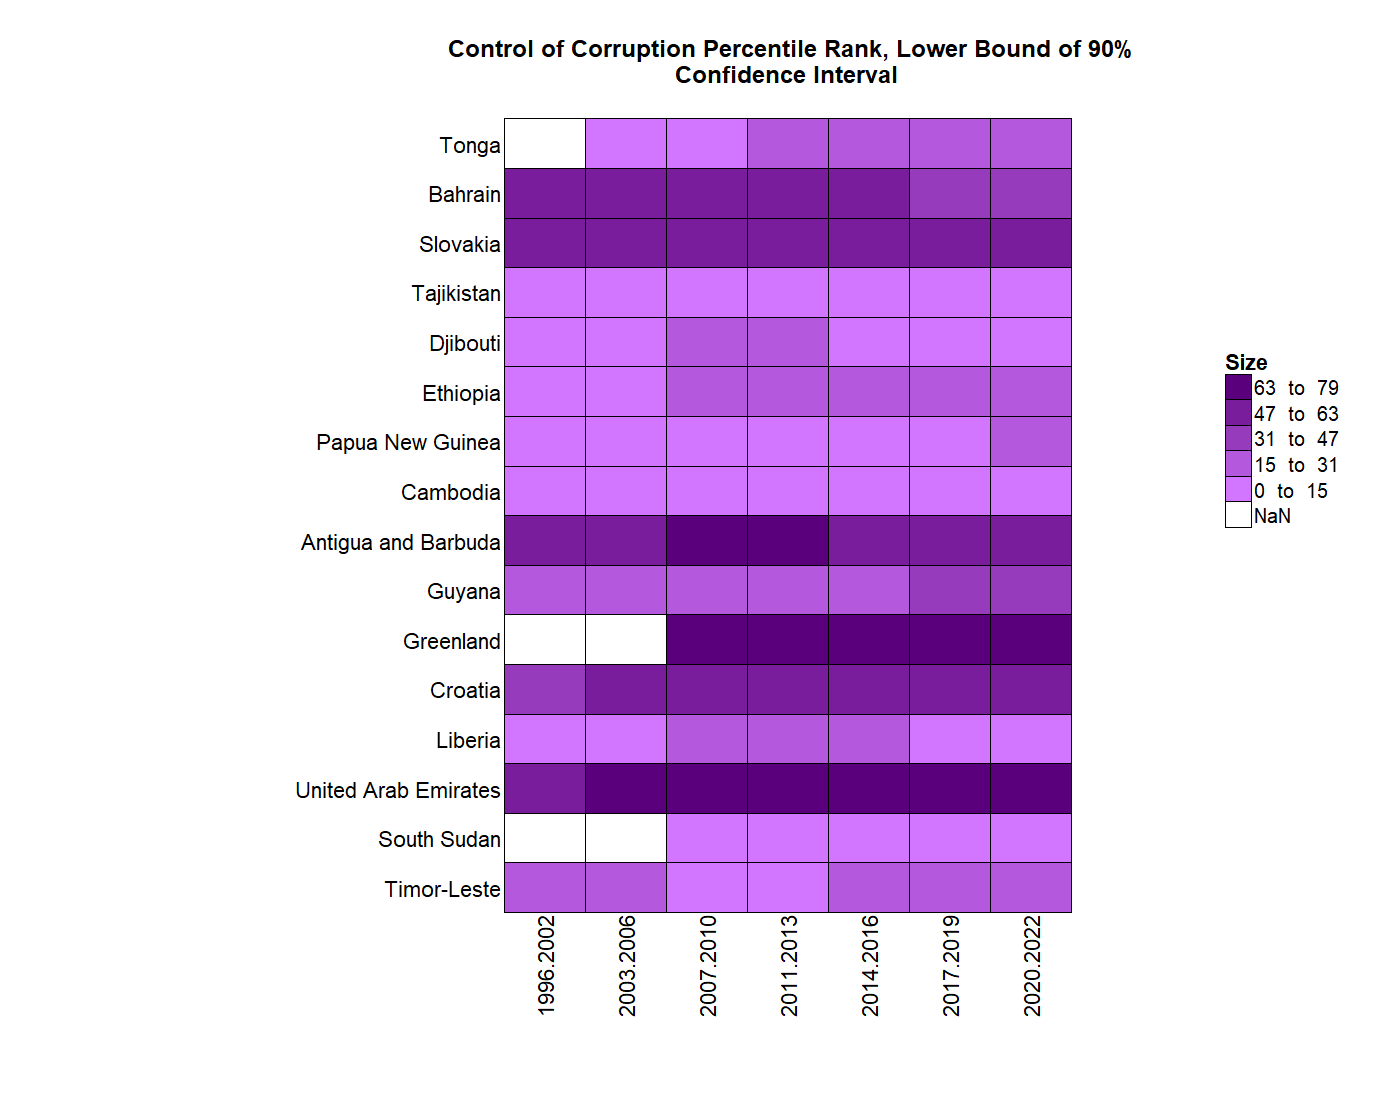 Control of Corruption Percentile Rank, Lower Bound of 90%
Confidence Interval
Tonga
Bahrain
Slovakia
Tajikistan
Djibouti
Ethiopia
Papua New Guinea
Cambodia
Antigua and Barbuda
Guyana
Greenland
Croatia
Liberia
United Arab Emirates
South Sudan
Timor-Leste
1996.2002
2003.2006
2007.2010
2011.2013
2014.2016
2017.2019
2020.2022
Size
63 to 79
47 to 63
31 to 47
15 to 31
0 to 15
NaN